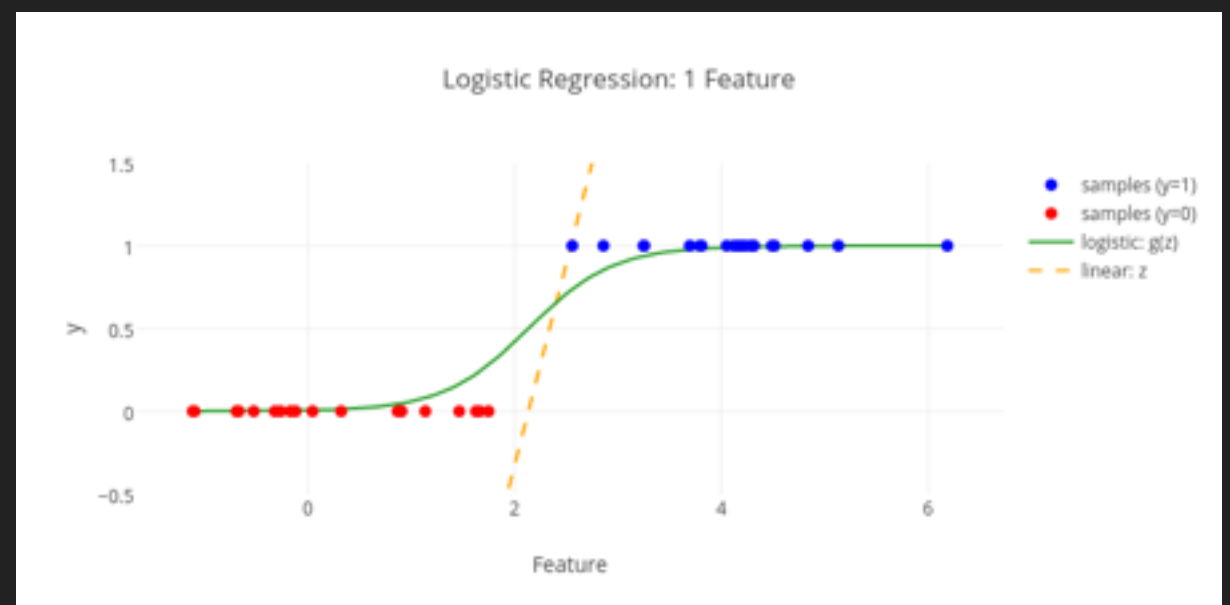 Logistic Regression: 1 Feature
1.5
1
0.5
0
−0.5
y
0
2
4
6
Feature
samples (y=1)
samples (y=0)
logistic: g(z)
linear: z